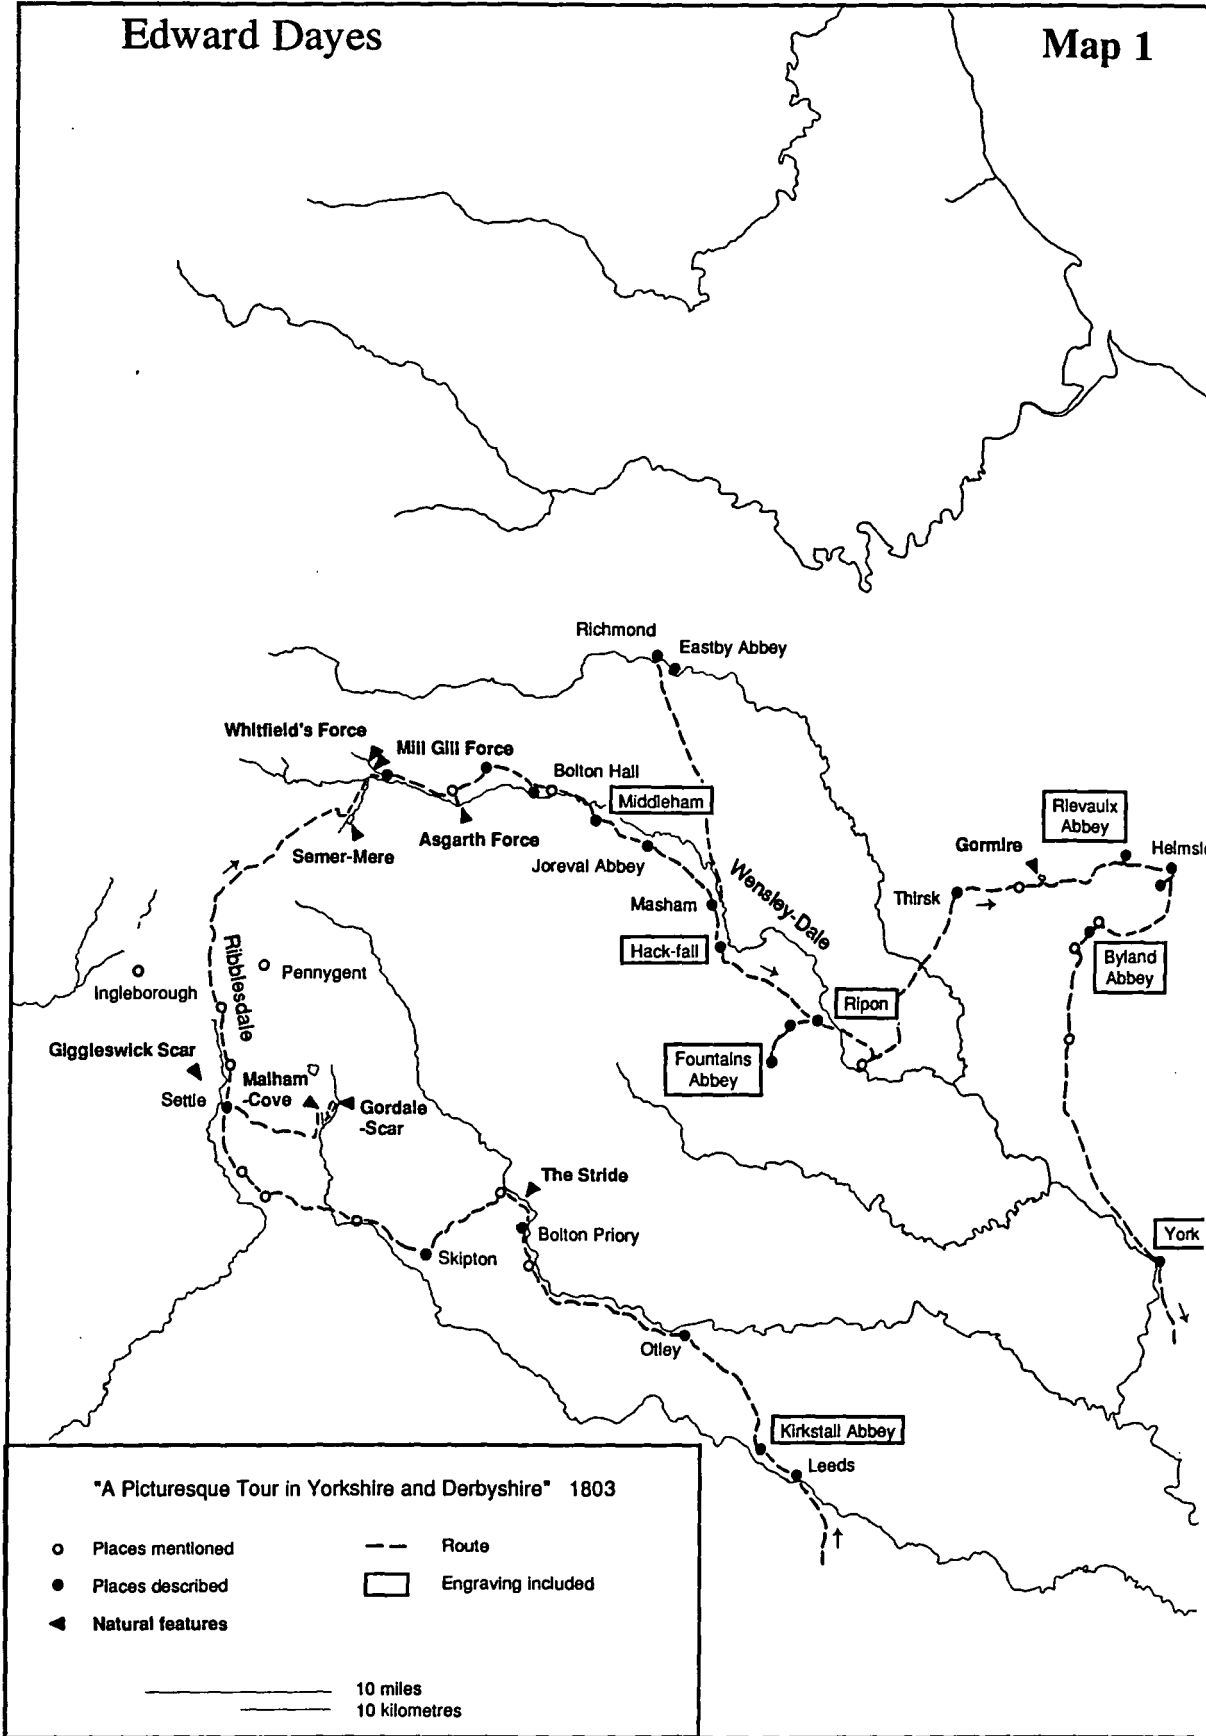 Edward Dayes
Map 1
Richmond
Eastby Abbey
Whitfield's Force
Mill Gill Force
Bolton Hall
Middleham
Asgarth Force
Semer-Mere
Joreval Abbey
Rievaulx
Abbey
Gormire
Helmsle
Thirsk
Masham
Wensley-Dale
Hack-fall
Byland
Abbey
Ribblesdale
Pennygent
Ingleborough
Ripon
Giggleswick Scar
Fountains
Abbey
Malham
-Cove
Settle
Gordale
-Scar
The Stride
Bolton Priory
York
Skipton
Otley
Kirkstall Abbey
Leeds
"A Picturesque Tour in Yorkshire and Derbyshire" 1803
Places mentioned
Route
Places described
Engraving included
Natural features
10 miles
10 kilometres